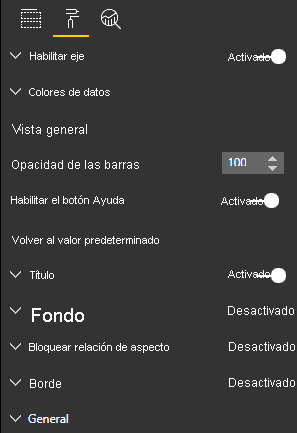 Habilitar eje Activado
Colores de datos
Vista general
Opacidad de las barras 100
Habilitar el botón Ayuda Activado
Volver al valor predeterminado
Título Activado
Fondo Desactivado
Bloquear relación de aspecto Desactivado
Borde Desactivado
General